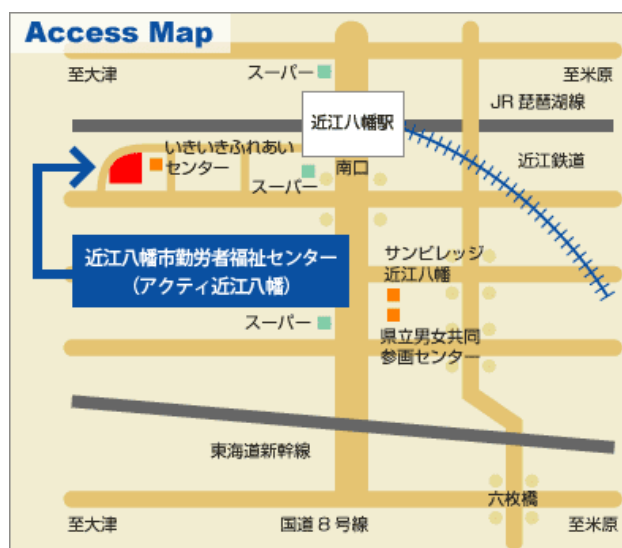 Access Map
至大津
スーパー
至米原
JR 琵琶湖線
近江八幡駅
いきいきふれあい
センター
スーパー
南口
近江鉄道
近江八幡市勤労者福祉センター
（アクティ近江八幡）
サンビレッジ
近江八幡
スーパー
県立男女共同
参画センター
東海道新幹線
六枚橋
至大津
国道８号線
至米原